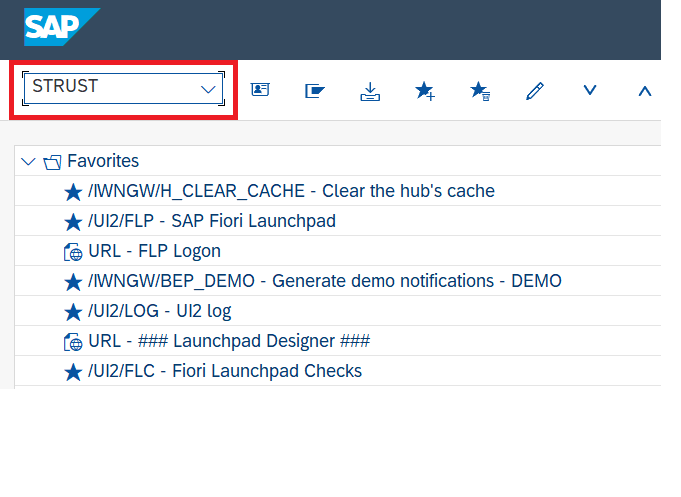 SAP
STRUST
Favorites
/IWNGW/H_CLEAR_CACHE - Clear the hub's cache
/UI2/FLP - SAP Fiori Launchpad
URL - FLP Logon
/IWNGW/BEP_DEMO - Generate demo notifications - DEMO
/UI2/LOG - UI2 log
URL - ### Launchpad Designer ###
/UI2/FLC - Fiori Launchpad Checks